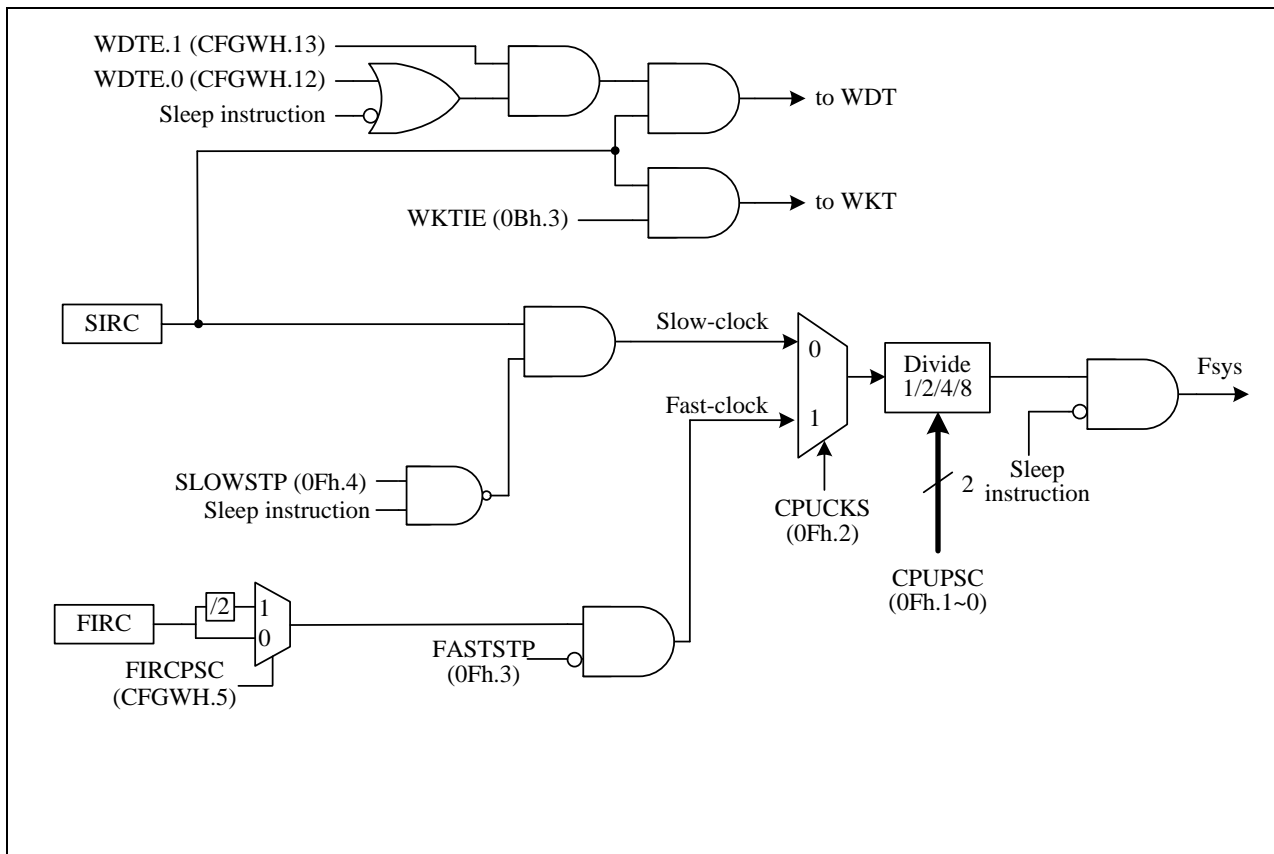 WDTE.1 (CFGWH.13)
WDTE.0 (CFGWH.12)
Sleep instruction
to WDT
WKTIE (0Bh.3)
to WKT
SIRC
Slow-clock
0
Divide
1/2/4/8
Fsys
Fast-clock
1
SLOWSTP (0Fh.4)
Sleep instruction
CPUCKS
(0Fh.2)
2
Sleep
instruction
CPUPSC
(0Fh.1~0)
FIRC
/2
1
0
FIRCPSC
(CFGWH.5)
FASTSTP
(0Fh.3)